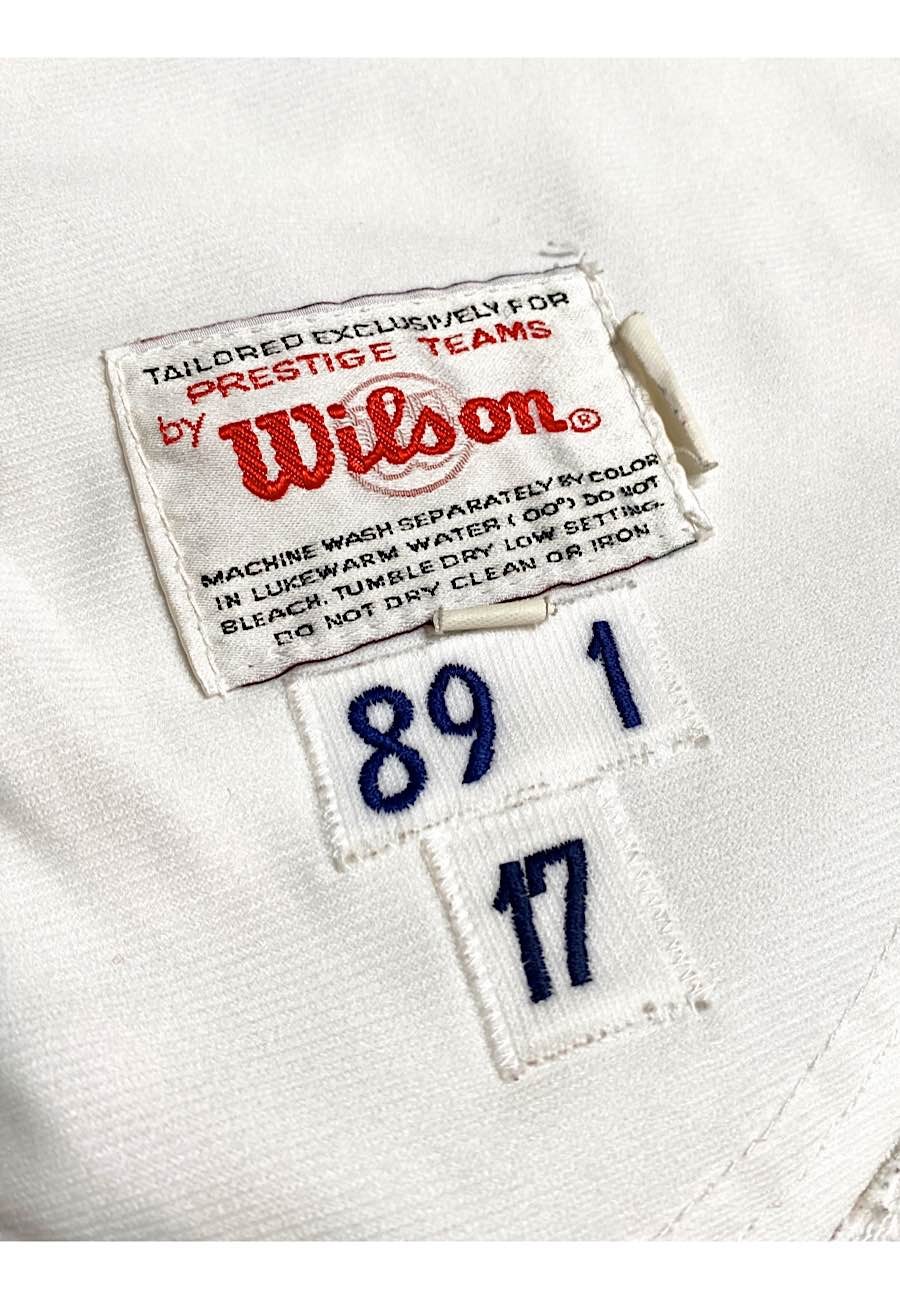 TAILORED EXCLUSIVELY FOR
PRESTIGE TEAMS
by Wilson®
MACHINE WASH SEPARATELY BY COLOR
IN LUKEWARM WATER (OO°) DO NOT
BLEACH. TUMBLE DRY LOW SETTING.
DO NOT DRY CLEAN OR IRON
89 1
17